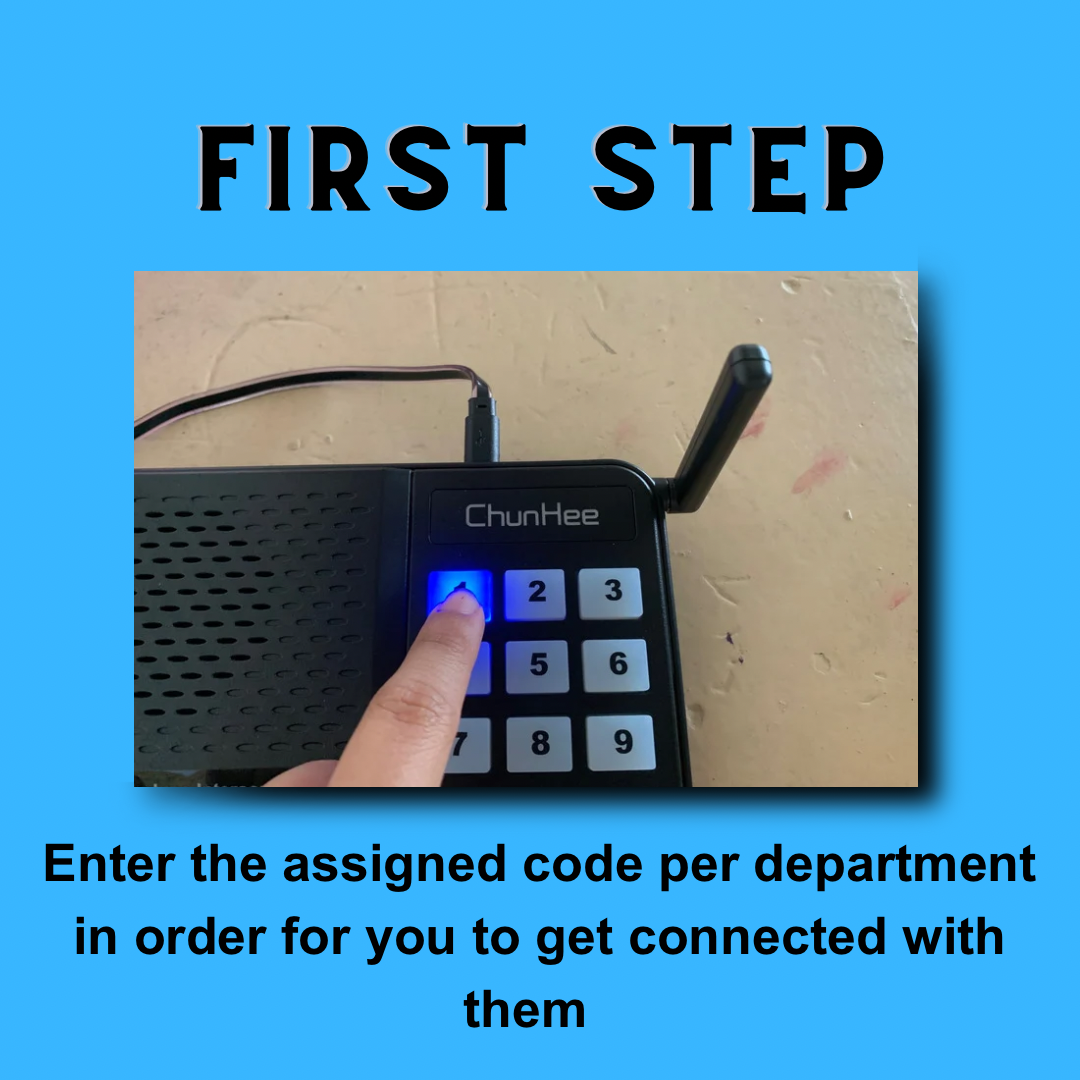 FIRST STEP
ChunHee
1 2 3
5 6
7 8 9
Enter the assigned code per department
in order for you to get connected with
them